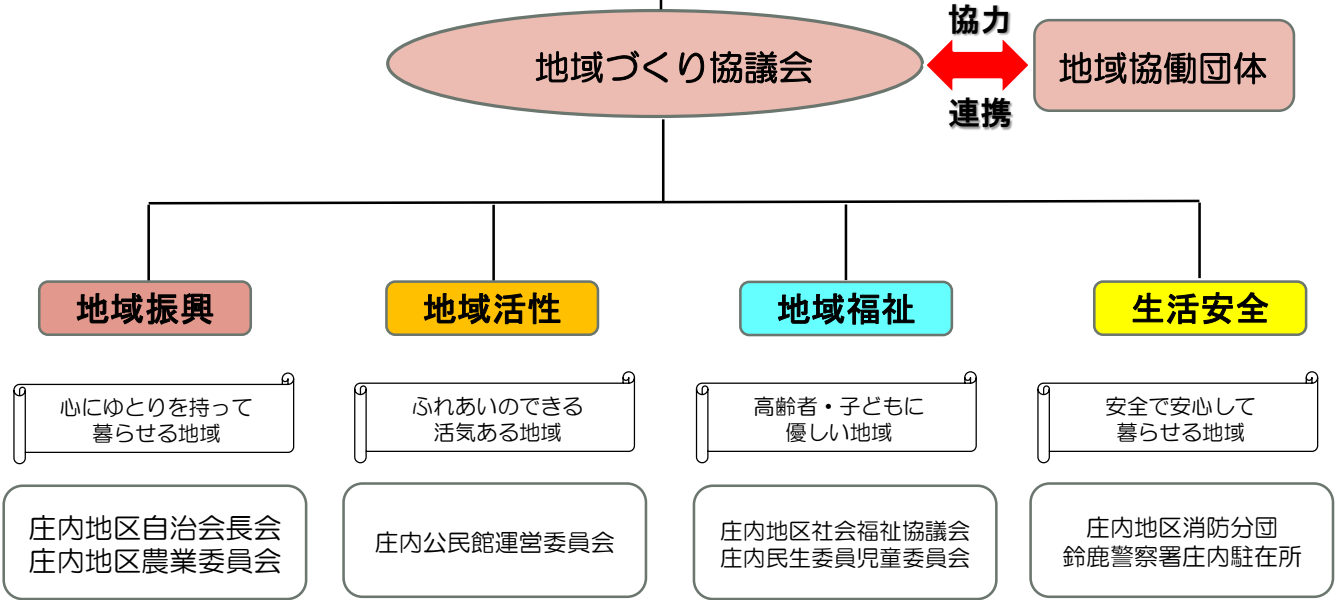 協力
地域づくり協議会
地域協働団体
連携
地域振興
地域活性
地域福祉
生活安全
心にゆとりを持って
暮らせる地域
ふれあいのできる
活気ある地域
高齢者・子どもに
優しい地域
安全で安心して
暮らせる地域
庄内地区自治会長会
庄内地区農業委員会
庄内公民館運営委員会
庄内地区社会福祉協議会
庄内民生委員児童委員会
庄内地区消防分団
鈴鹿警察署庄内駐在所